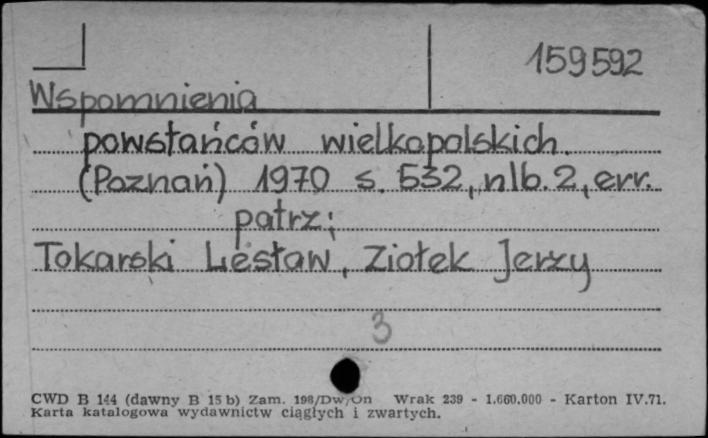 159592
Wspomnienia
powstańców wielkopolskich.
(Poznań) 1970 s. 532, nlb. 2, err.
patrz:
Tokarski Lesław, Ziołek Jerzy
3
CWD B 144 (dawny B 15 b) Zam. 198/Dw/On Wrak 239 - 1.660.000 - Karton IV.71.
Karta katalogowa wydawnictw ciągłych i zwartych.